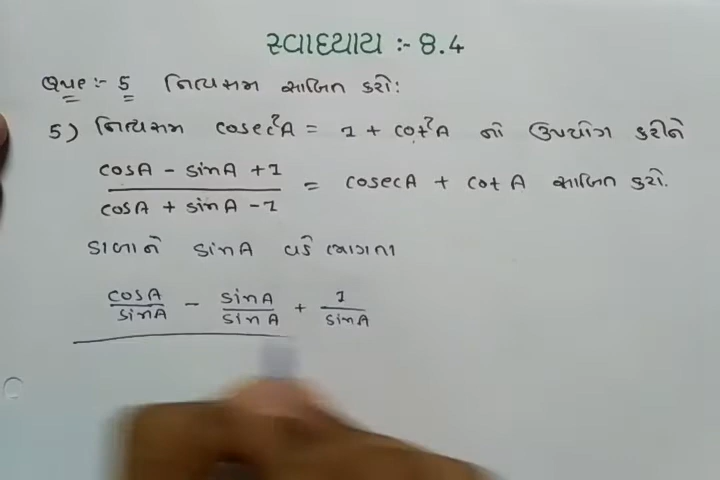 સ્વાધ્યાય :- 8.4
Que :- 5 નિત્યસમ સાબિત કરો:
5) નિત્યસમ cosec²A = 1 + cot²A નો ઉપયોગ કરીને
cosA - sinA +1 / cosA + sinA -1 = cosecA + cot A સાબિત કરો.
ડાબાને sinA વડે ભાગતા
cosA/sinA - sinA/sinA + 1/sinA